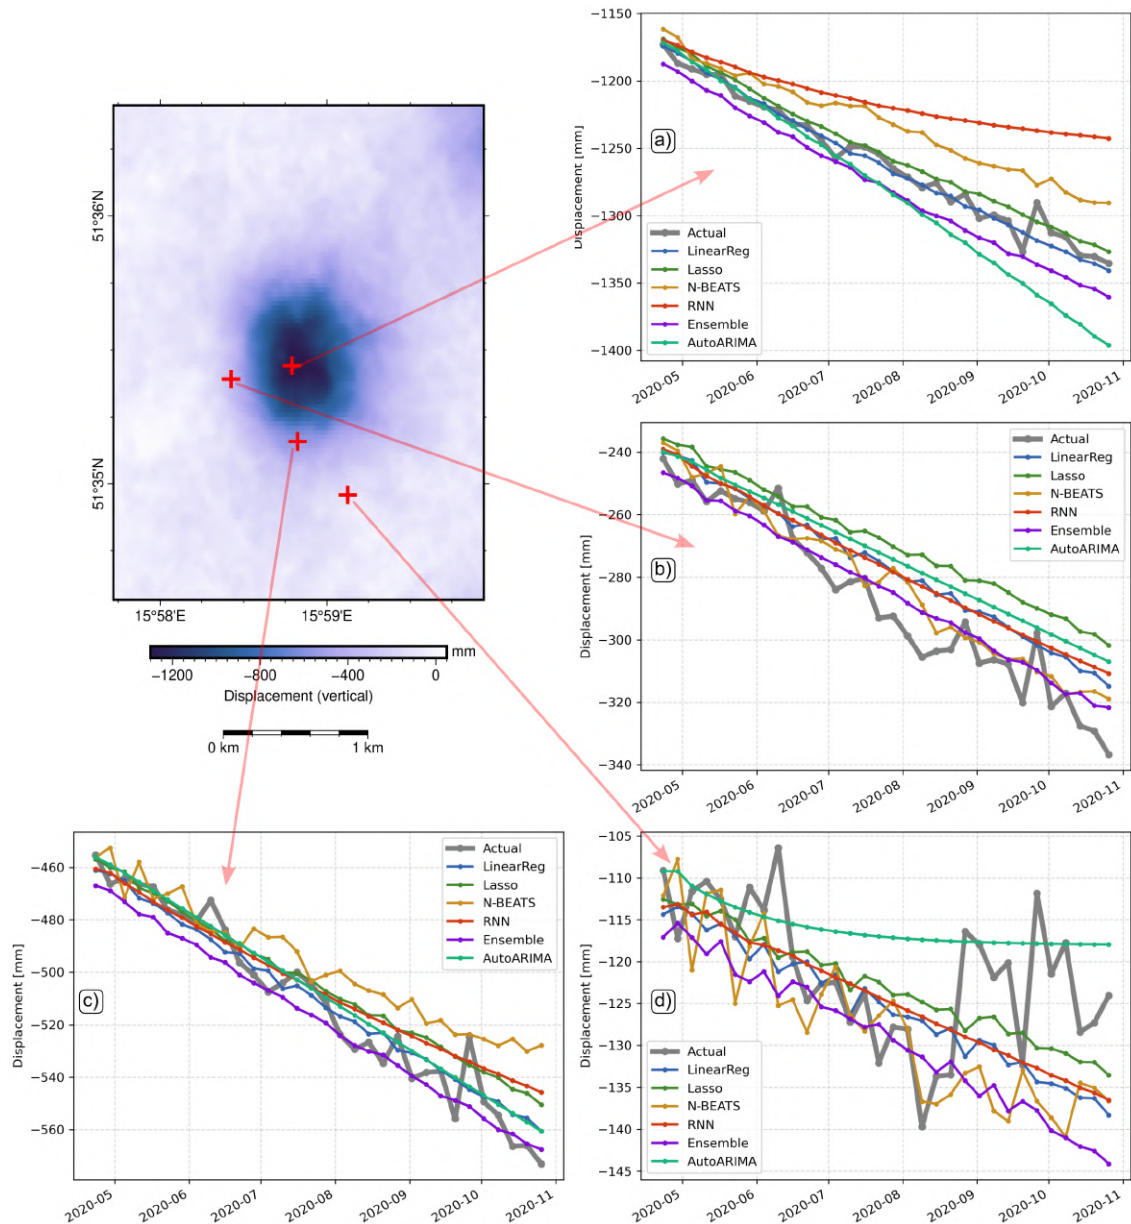 51°36'N
51°35'N
15°58'E
15°59'E
mm
−1200
−800
−400
0
Displacement (vertical)
0 km
1 km
−1150
−1200
−1250
−1300
−1350
−1400
Displacement [mm]
a)
Actual
LinearReg
Lasso
N-BEATS
RNN
Ensemble
AutoARIMA
2020-05
2020-06
2020-07
2020-08
2020-09
2020-10
2020-11
−240
−260
−280
−300
−320
−340
Displacement [mm]
b)
Actual
LinearReg
Lasso
N-BEATS
RNN
Ensemble
AutoARIMA
2020-05
2020-06
2020-07
2020-08
2020-09
2020-10
2020-11
−460
−480
−500
−520
−540
−560
Displacement [mm]
c)
Actual
LinearReg
Lasso
N-BEATS
RNN
Ensemble
AutoARIMA
2020-05
2020-06
2020-07
2020-08
2020-09
2020-10
2020-11
−105
−110
−115
−120
−125
−130
−135
−140
−145
Displacement [mm]
d)
Actual
LinearReg
Lasso
N-BEATS
RNN
Ensemble
AutoARIMA
2020-05
2020-06
2020-07
2020-08
2020-09
2020-10
2020-11